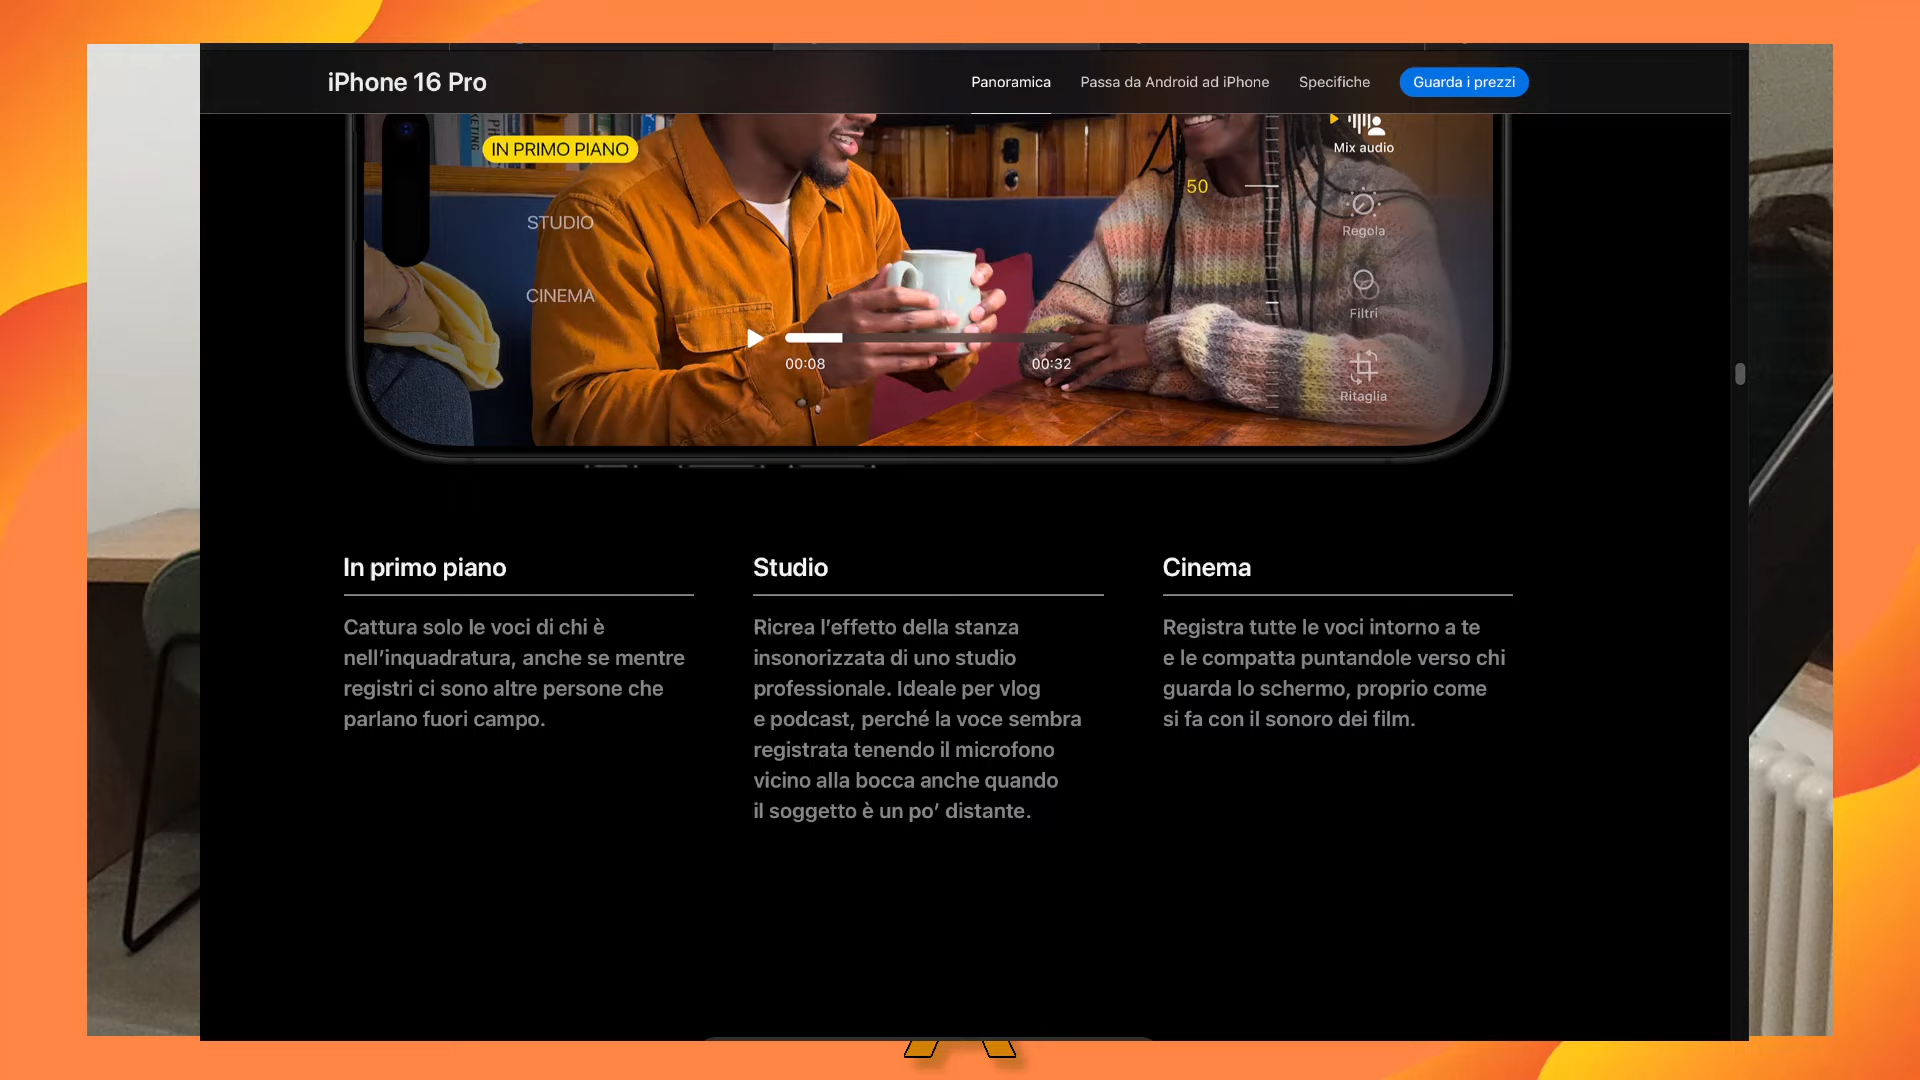 iPhone 16 Pro
Panoramica
Passa da Android ad iPhone
Specifiche
Guarda i prezzi
IN PRIMO PIANO
STUDIO
CINEMA
50
Mix audio
Regola
Filtri
Ritaglia
00:08
00:32
In primo piano
Cattura solo le voci di chi è
nell’inquadratura, anche se mentre
registri ci sono altre persone che
parlano fuori campo.
Studio
Ricrea l’effetto della stanza
insonorizzata di uno studio
professionale. Ideale per vlog
e podcast, perché la voce sembra
registrata tenendo il microfono
vicino alla bocca anche quando
il soggetto è un po’ distante.
Cinema
Registra tutte le voci intorno a te
e le compatta puntandole verso chi
guarda lo schermo, proprio come
si fa con il sonoro dei film.